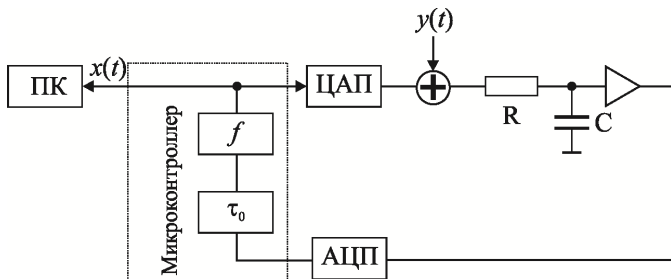 y(t)
x(t)
ПК
ЦАП
R
C
f
τ₀
Микроконтроллер
АЦП